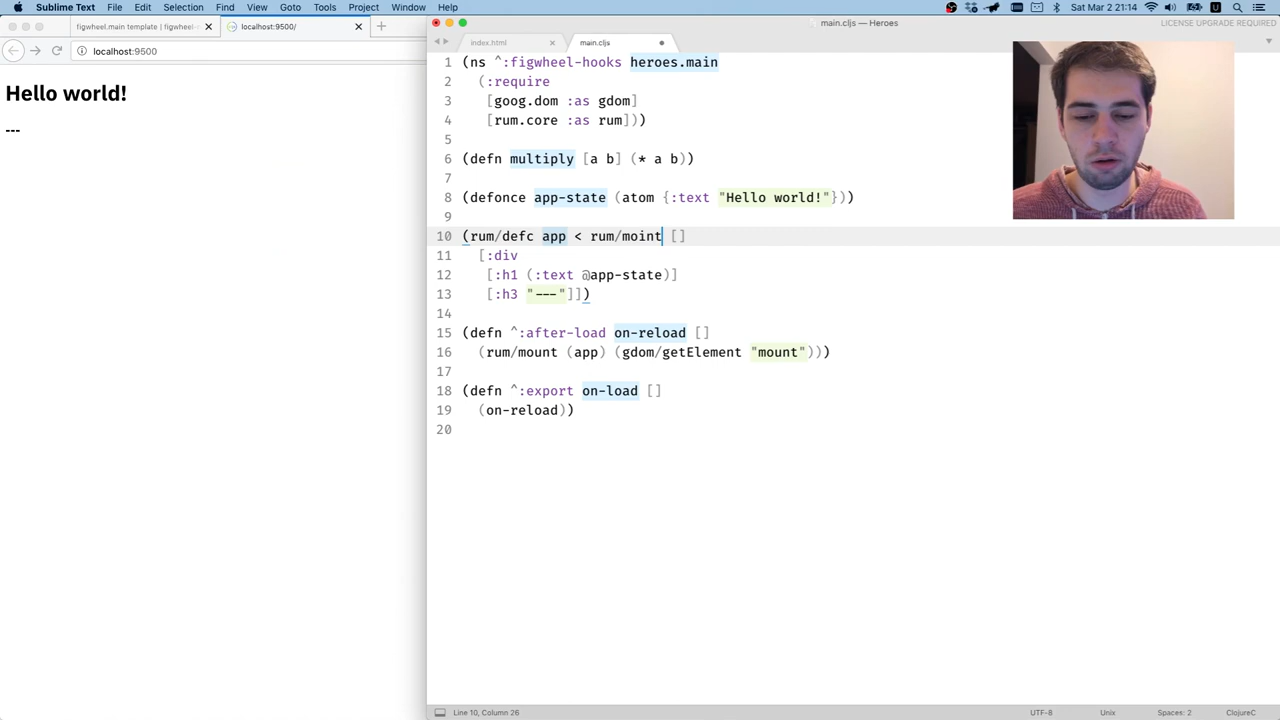 Sublime Text File Edit Selection Find View Goto Tools Project Window Help Sat Mar 2 21:14
figwheel.main template | figwheel- localhost:9500/
main.cljs — Heroes LICENSE UPGRADE REQUIRED
localhost:9500
index.html main.cljs
Hello world!
---
1 (ns ^:figwheel-hooks heroes.main
2 (:require
3 [goog.dom :as gdom]
4 [rum.core :as rum]))
5
6 (defn multiply [a b] (* a b))
7
8 (defonce app-state (atom {:text "Hello world!"}))
9
10 (rum/defc app < rum/moint []
11 [:div
12 [:h1 (:text @app-state)]
13 [:h3 "---"]])
14
15 (defn ^:after-load on-reload []
16 (rum/mount (app) (gdom/getElement "mount")))
17
18 (defn ^:export on-load []
19 (on-reload))
20
Line 10, Column 26 UTF-8 Unix Spaces: 2 ClojureC